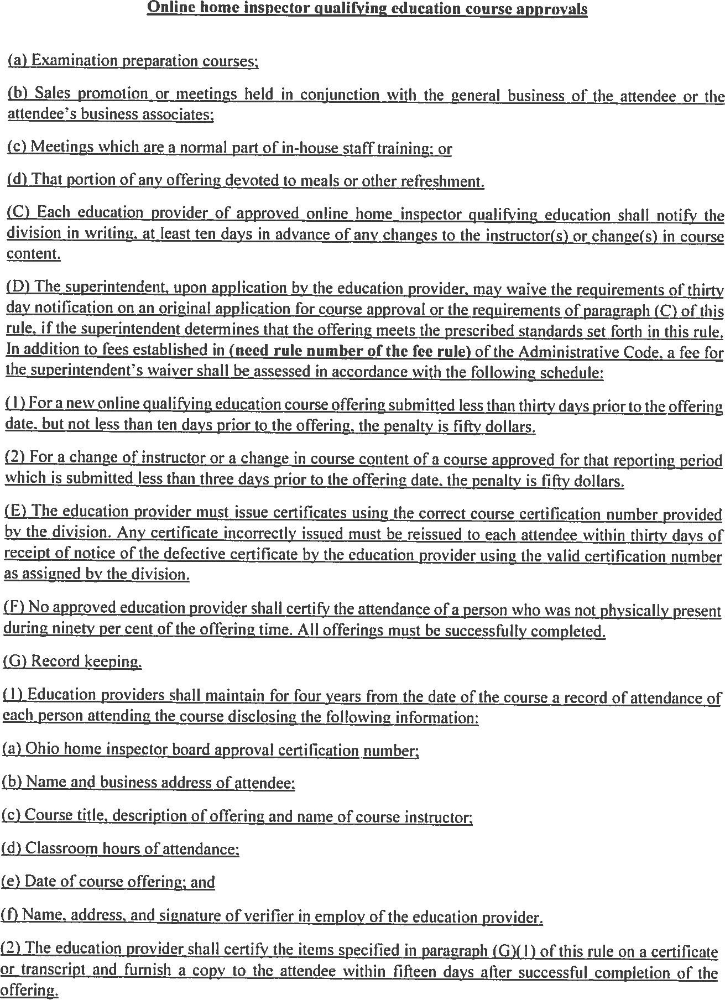 Online home inspector qualifying education course approvals
(a) Examination preparation courses;
(b) Sales promotion or meetings held in conjunction with the general business of the attendee or the
attendee's business associates;
(c) Meetings which are a normal part of in-house staff training; or
(d) That portion of any offering devoted to meals or other refreshment.
(C) Each education provider of approved online home inspector qualifying education shall notify the
division in writing, at least ten days in advance of any changes to the instructor(s) or change(s) in course
content.
(D) The superintendent, upon application by the education provider, may waive the requirements of thirty
day notification on an original application for course approval or the requirements of paragraph (C) of this
rule, if the superintendent determines that the offering meets the prescribed standards set forth in this rule.
In addition to fees established in (need rule number of the fee rule) of the Administrative Code, a fee for
the superintendent's waiver shall be assessed in accordance with the following schedule:
(1) For a new online qualifying education course offering submitted less than thirty days prior to the offering
date, but not less than ten days prior to the offering, the penalty is fifty dollars.
(2) For a change of instructor or a change in course content of a course approved for that reporting period
which is submitted less than three days prior to the offering date, the penalty is fifty dollars.
(E) The education provider must issue certificates using the correct course certification number provided
by the division. Any certificate incorrectly issued must be reissued to each attendee within thirty days of
receipt of notice of the defective certificate by the education provider using the valid certification number
as assigned by the division.
(F) No approved education provider shall certify the attendance of a person who was not physically present
during ninety per cent of the offering time. All offerings must be successfully completed.
(G) Record keeping.
(1) Education providers shall maintain for four years from the date of the course a record of attendance of
each person attending the course disclosing the following information:
(a) Ohio home inspector board approval certification number;
(b) Name and business address of attendee;
(c) Course title, description of offering and name of course instructor;
(d) Classroom hours of attendance;
(e) Date of course offering; and
(f) Name, address, and signature of verifier in employ of the education provider.
(2) The education provider shall certify the items specified in paragraph (G)(1) of this rule on a certificate
or transcript and furnish a copy to the attendee within fifteen days after successful completion of the
offering.